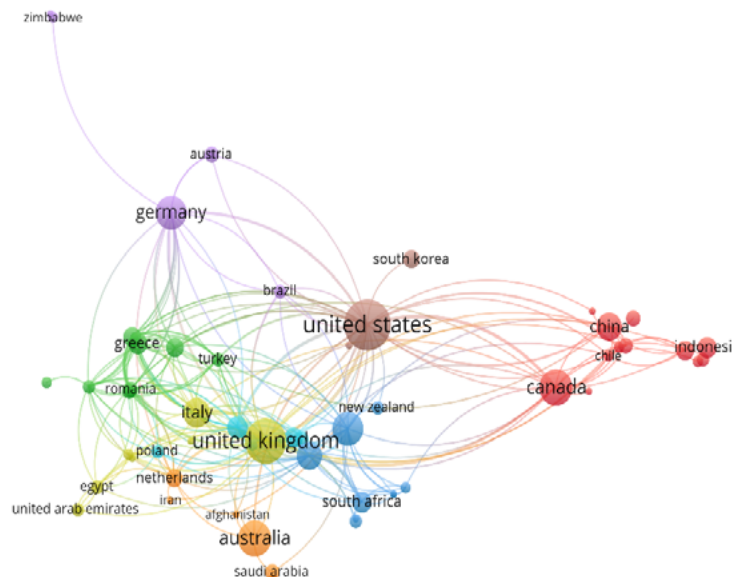 zimbabwe
austria
germany
south korea
brazil
united states
china
greece
indonesi
chile
turkey
canada
romania
new zealand
italy
united kingdom
poland
netherlands
egypt
iran
south africa
united arab emirates
afghanistan
australia
saudi arabia